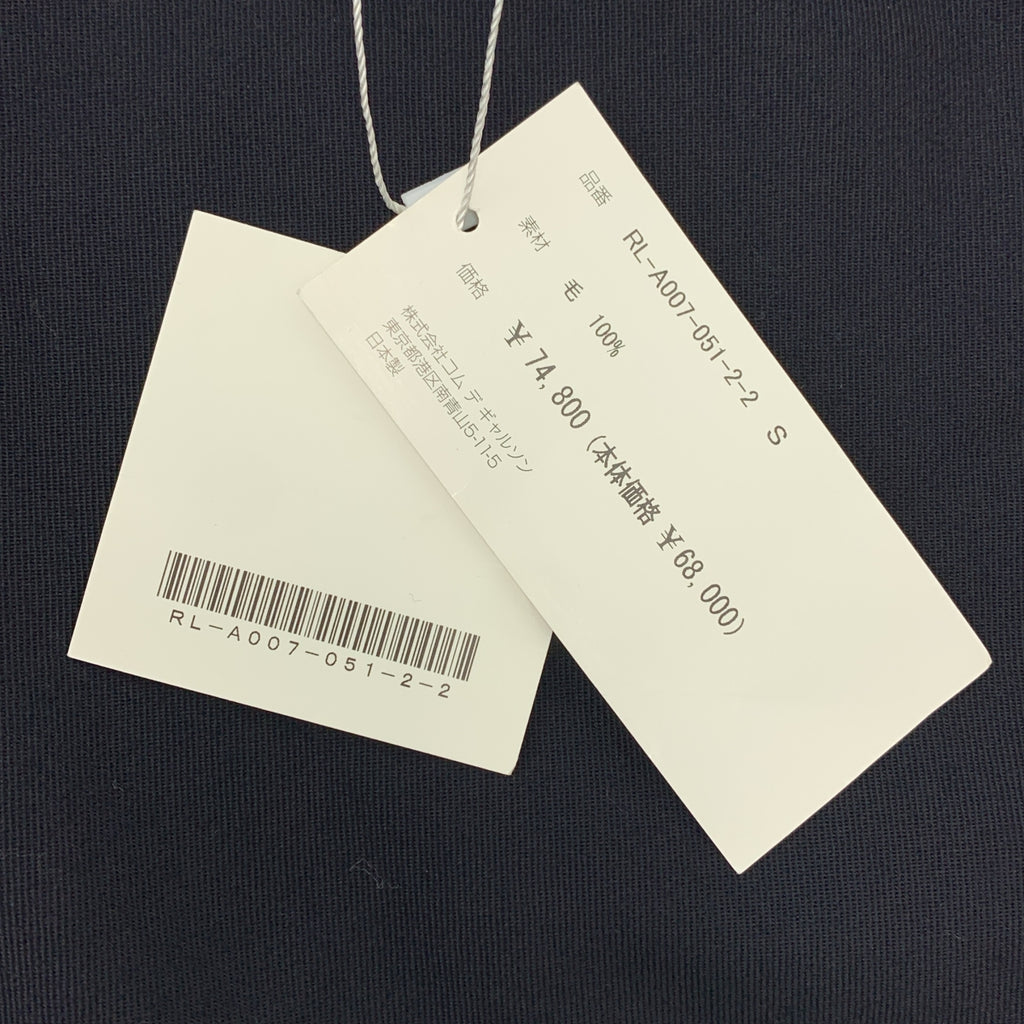 品番 RL-A007-051-2-2 S
素材 毛 100%
価格 ¥74,800 (本体価格 ¥68,000)
株式会社コム デ ギャルソン
東京都港区南青山5-11-5
日本製
RL-A007-051-2-2